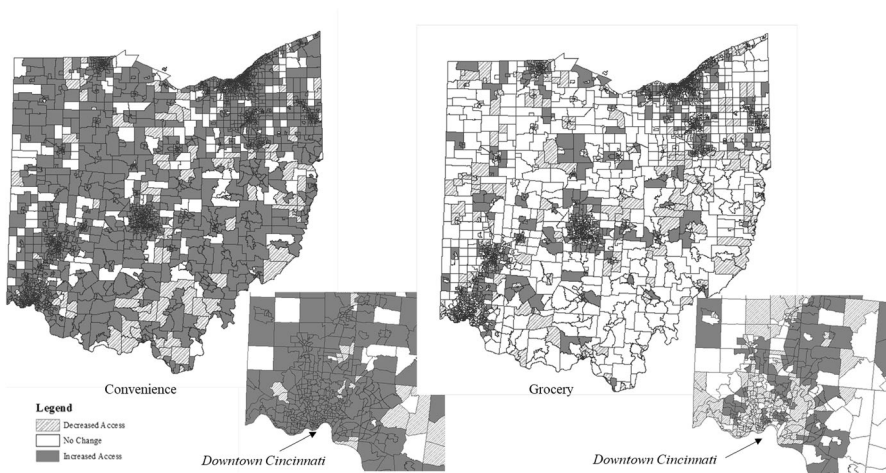 Convenience
Grocery
Legend
Decreased Access
No Change
Increased Access
Downtown Cincinnati
Downtown Cincinnati